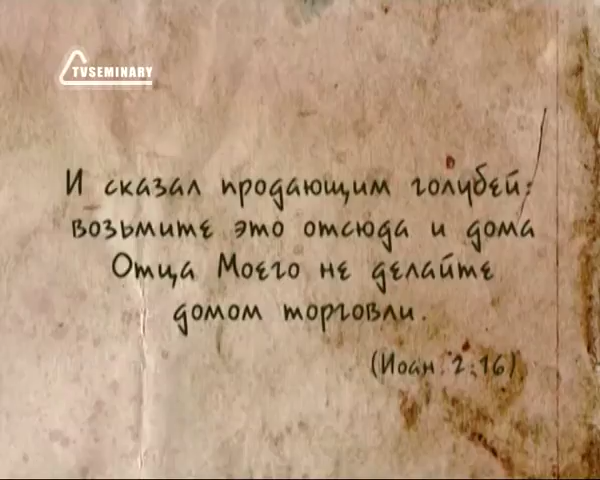 TVSEMINARY
И сказал продающим голубей:
возьмите это отсюда и дома
Отца Моего не делайте
домом торговли.
(Иоан. 2:16)